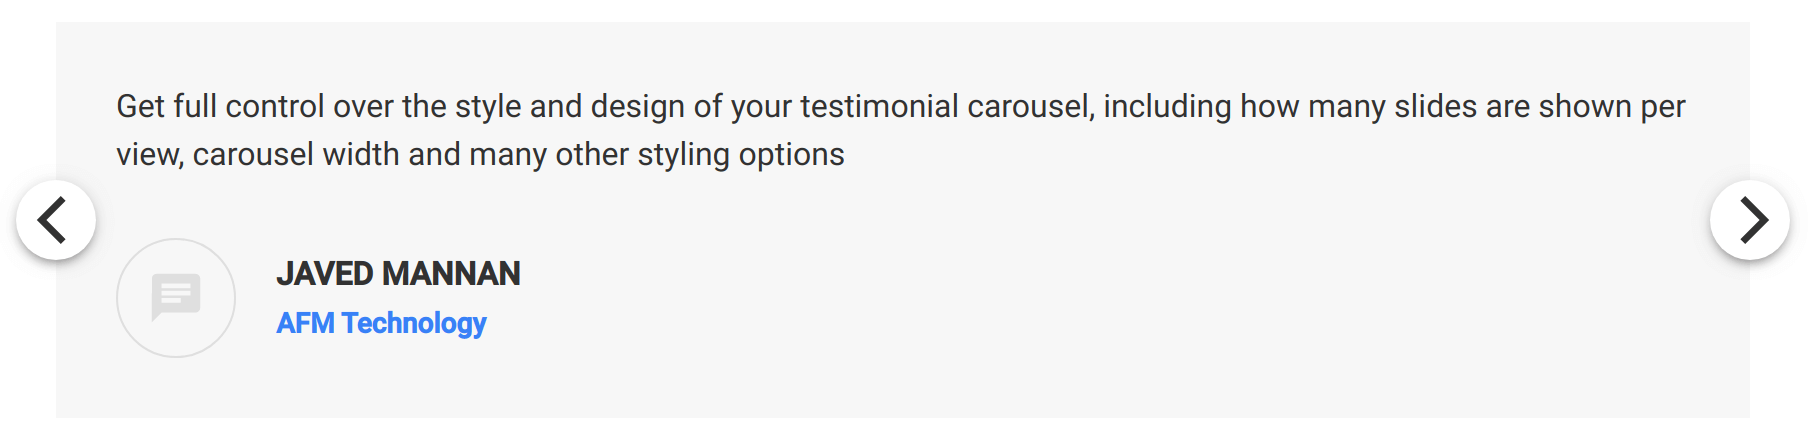 Get full control over the style and design of your testimonial carousel, including how many slides are shown per
view, carousel width and many other styling options
JAVED MANNAN
AFM Technology